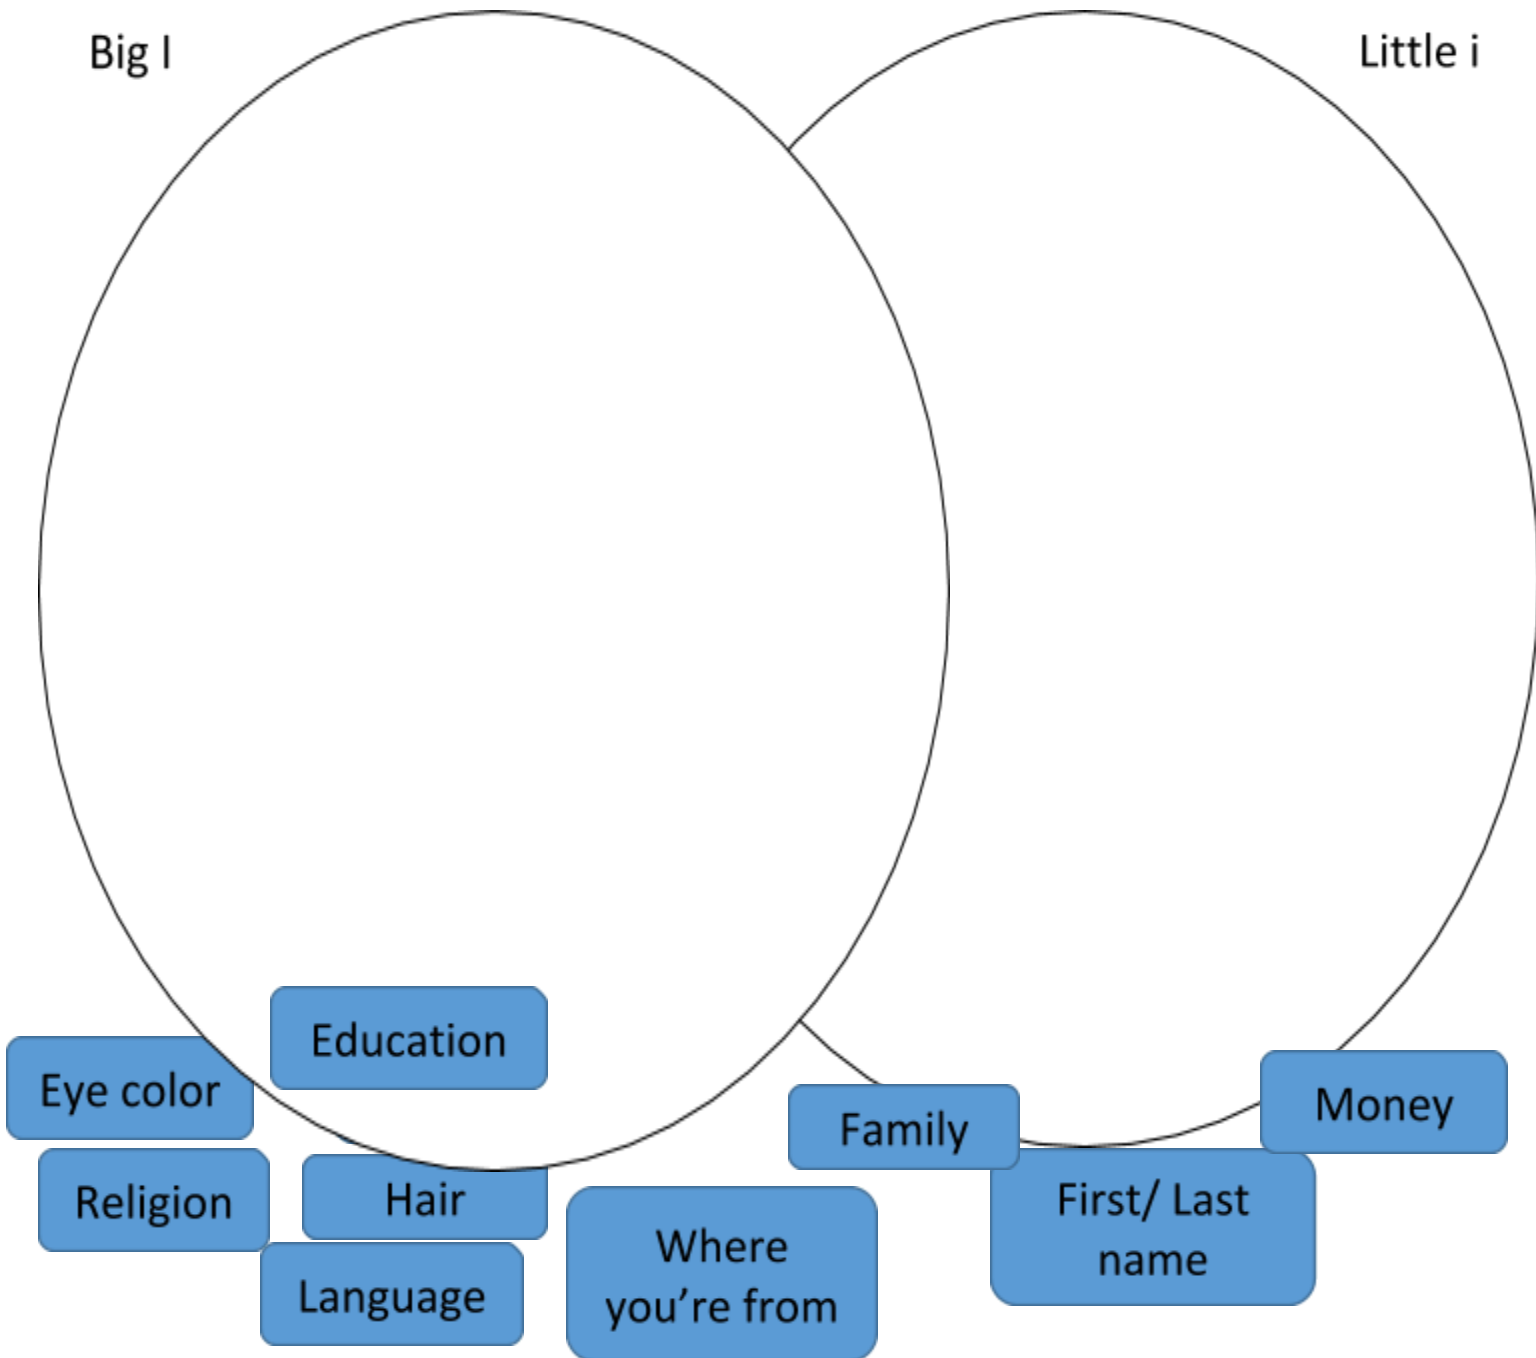 Big I
Little i
Education
Eye color
Family
Money
Religion
Hair
First/ Last
name
Where
you’re from
Language